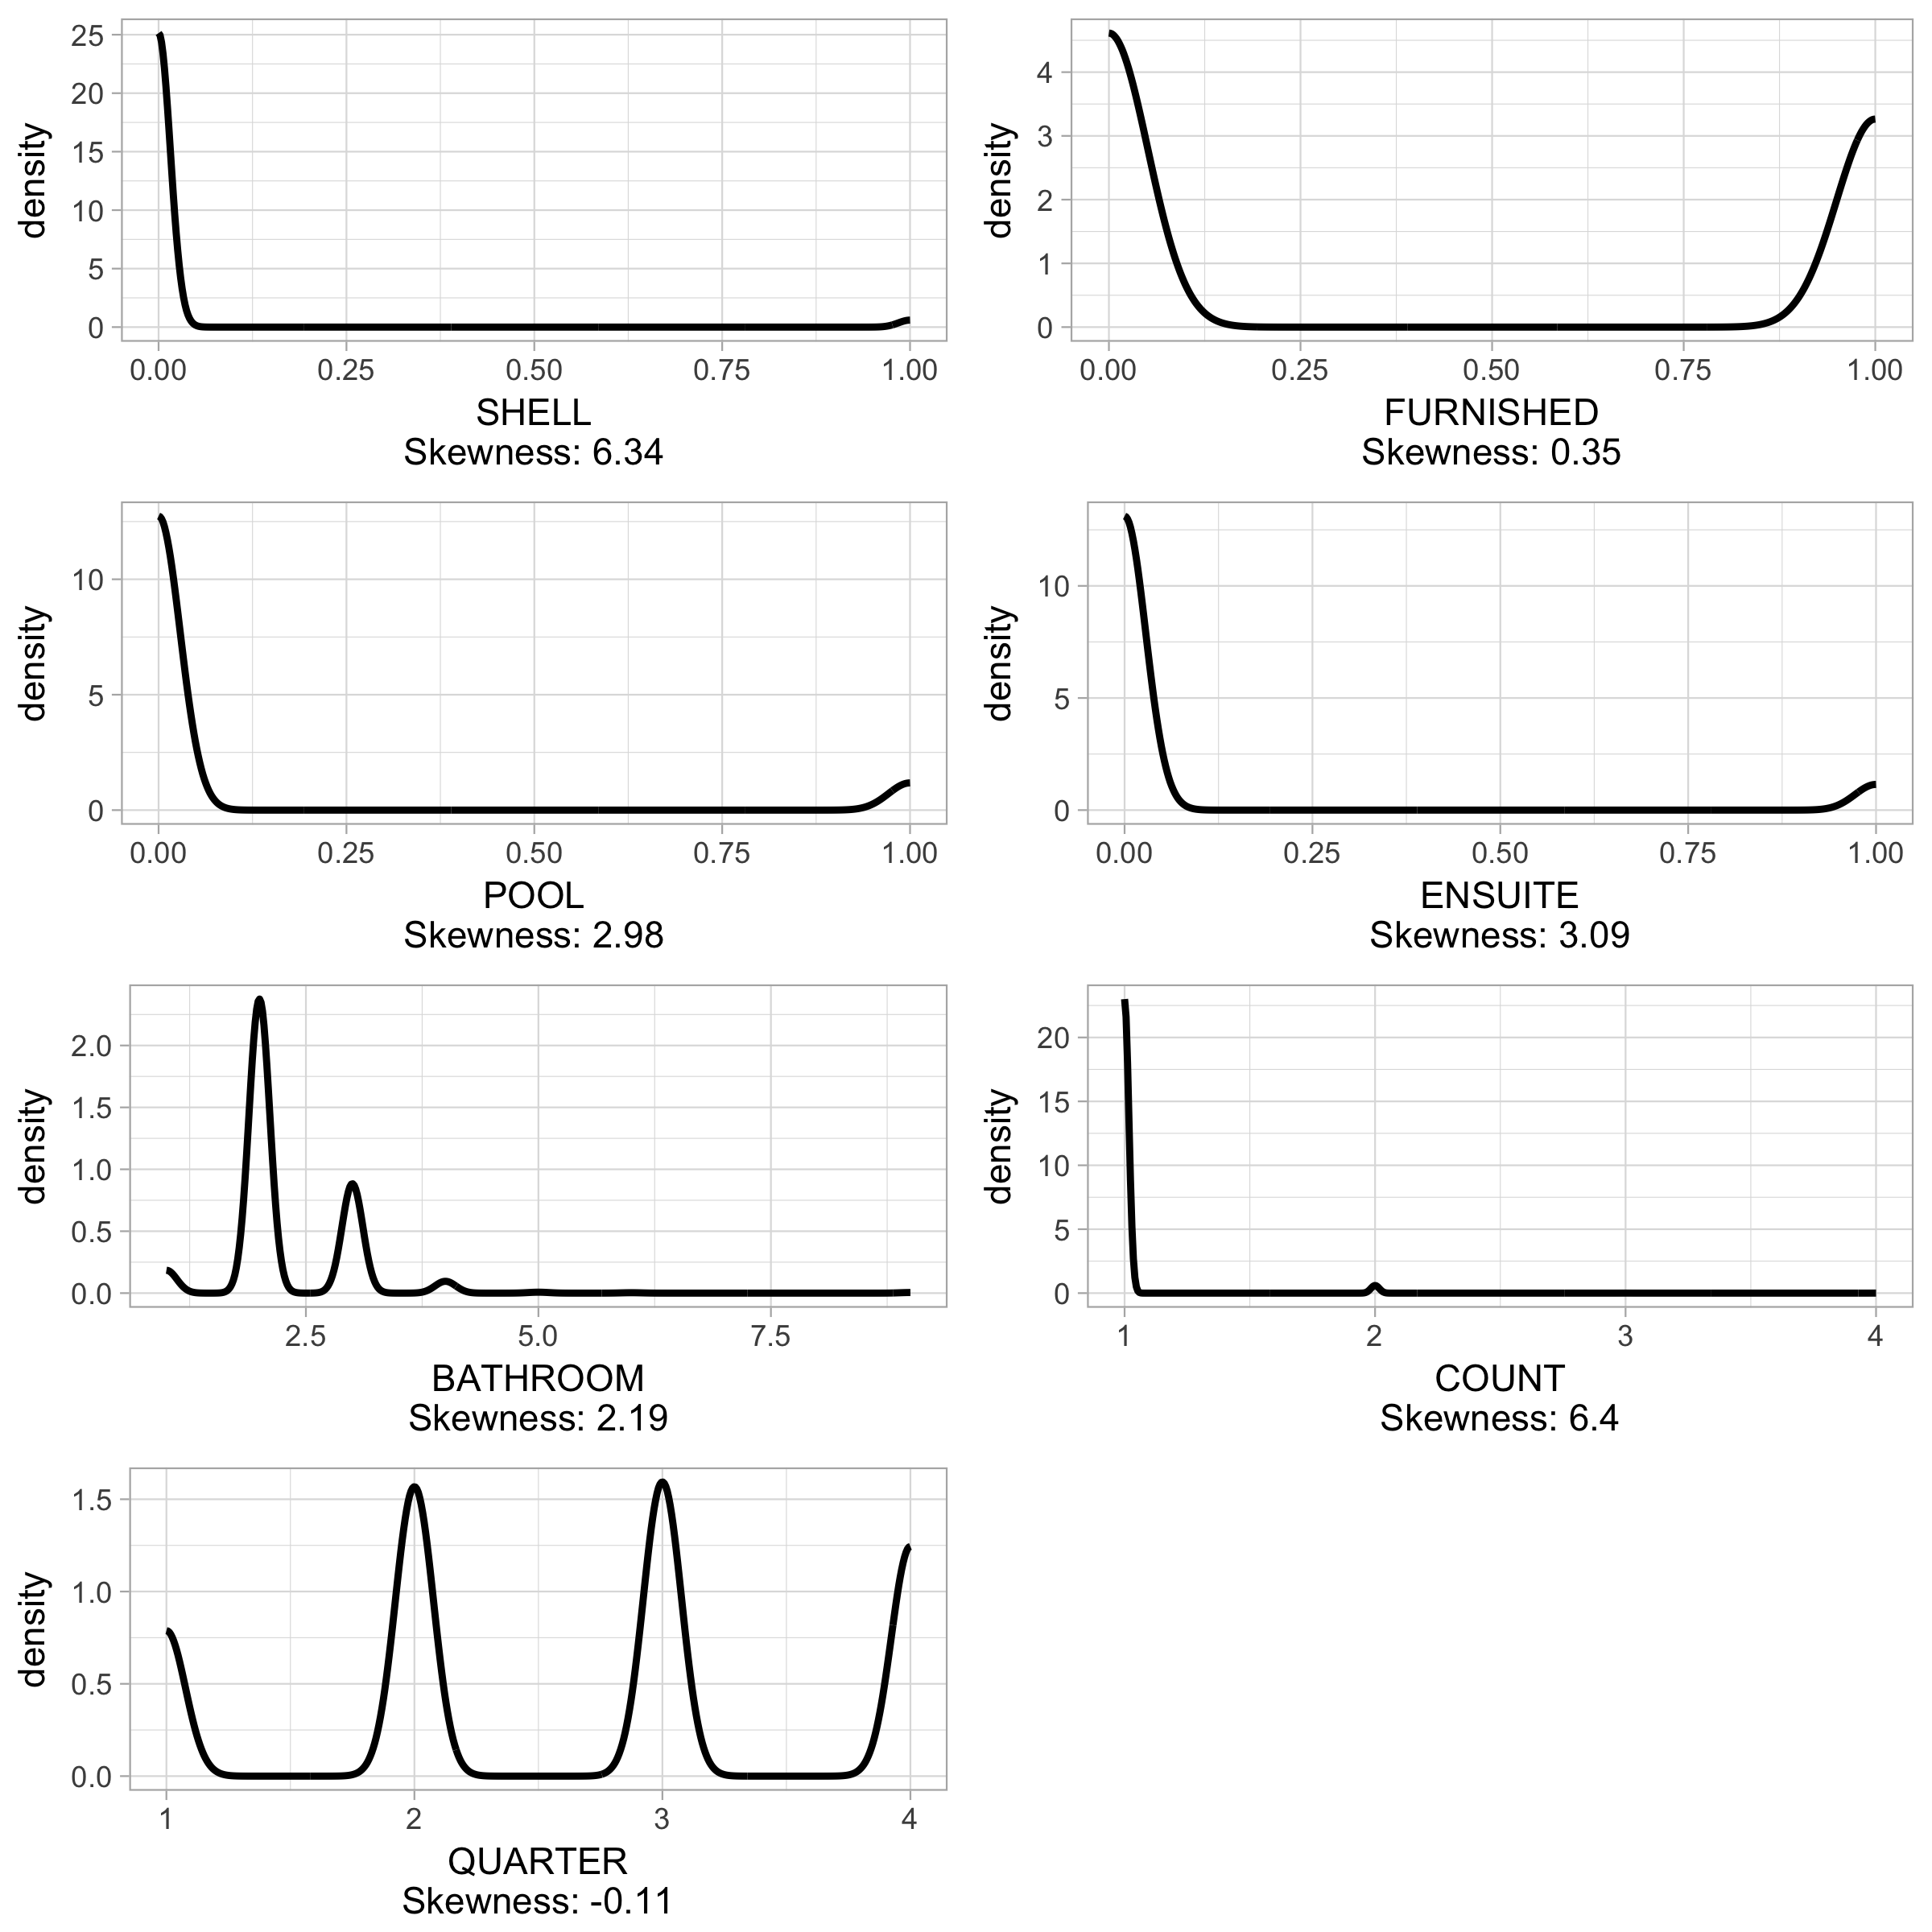 density
25
20
15
10
5
0
0.00 0.25 0.50 0.75 1.00
SHELL
Skewness: 6.34
density
4
3
2
1
0
0.00 0.25 0.50 0.75 1.00
FURNISHED
Skewness: 0.35
density
10
5
0
0.00 0.25 0.50 0.75 1.00
POOL
Skewness: 2.98
density
10
5
0
0.00 0.25 0.50 0.75 1.00
ENSUITE
Skewness: 3.09
density
2.0
1.5
1.0
0.5
0.0
2.5 5.0 7.5
BATHROOM
Skewness: 2.19
density
20
15
10
5
0
1 2 3 4
COUNT
Skewness: 6.4
density
1.5
1.0
0.5
0.0
1 2 3 4
QUARTER
Skewness: -0.11